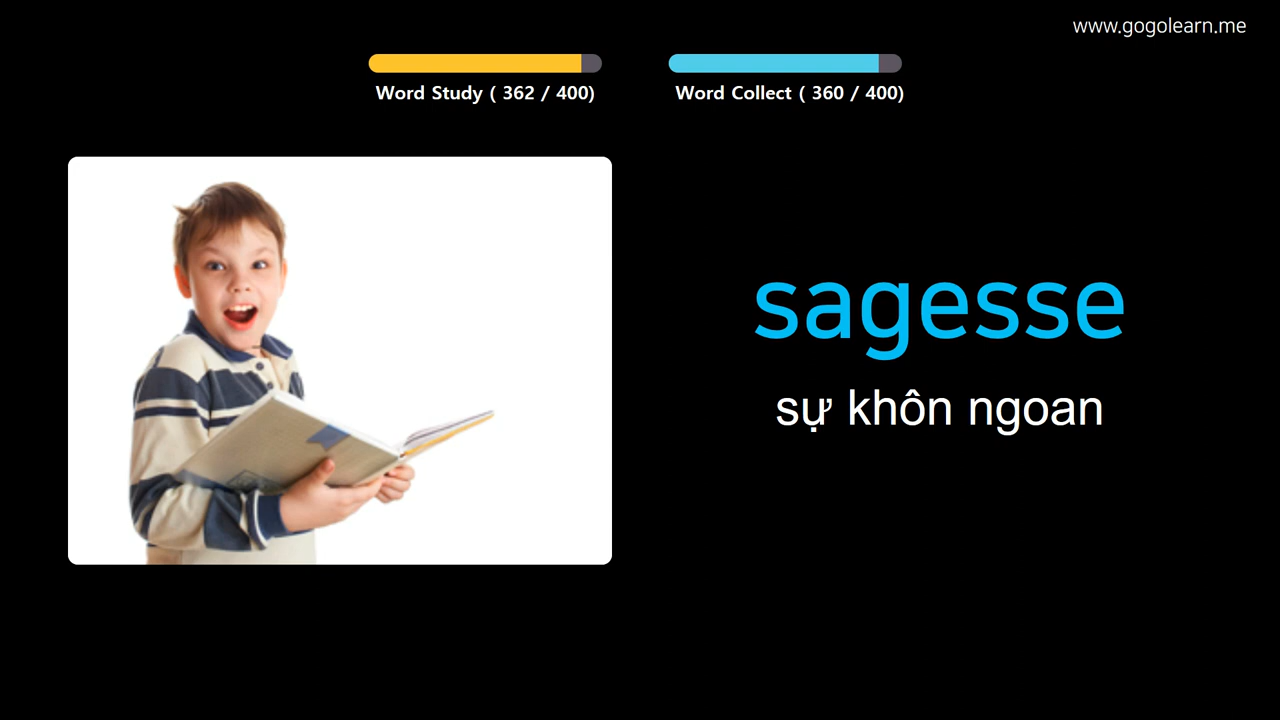 www.gogolearn.me
Word Study ( 362 / 400)
Word Collect ( 360 / 400)
sagesse
sự khôn ngoan